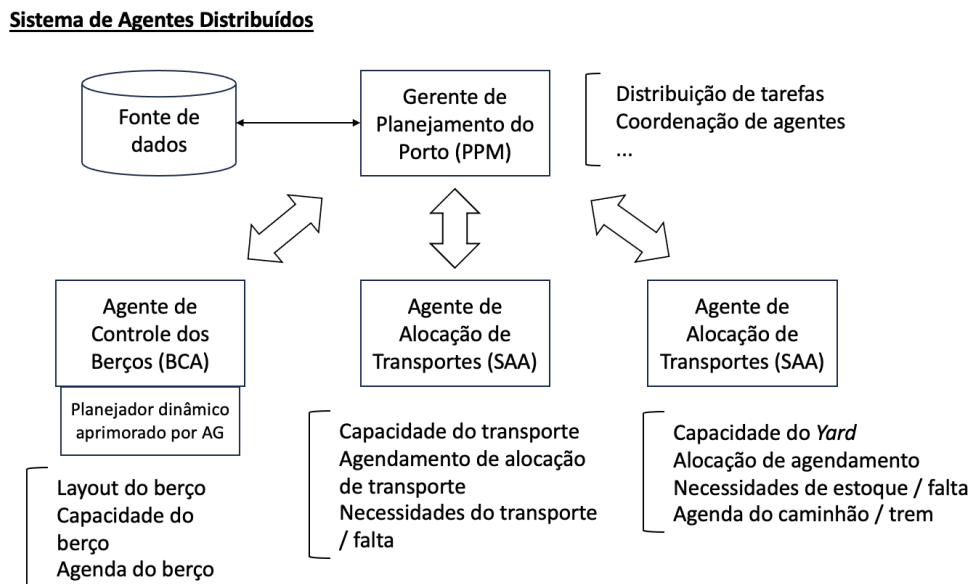 Sistema de Agentes Distribuídos
Fonte de
dados
Gerente de
Planejamento do
Porto (PPM)
Distribuição de tarefas
Coordenação de agentes
...
Agente de
Controle dos
Berços (BCA)
Planejador dinâmico
aprimorado por AG
Layout do berço
Capacidade do
berço
Agenda do berço
Agente de
Alocação de
Transportes (SAA)
Capacidade do transporte
Agendamento de alocação
de transporte
Necessidades do transporte
/ falta
Agente de
Alocação de
Transportes (SAA)
Capacidade do Yard
Alocação de agendamento
Necessidades de estoque / falta
Agenda do caminhão / trem